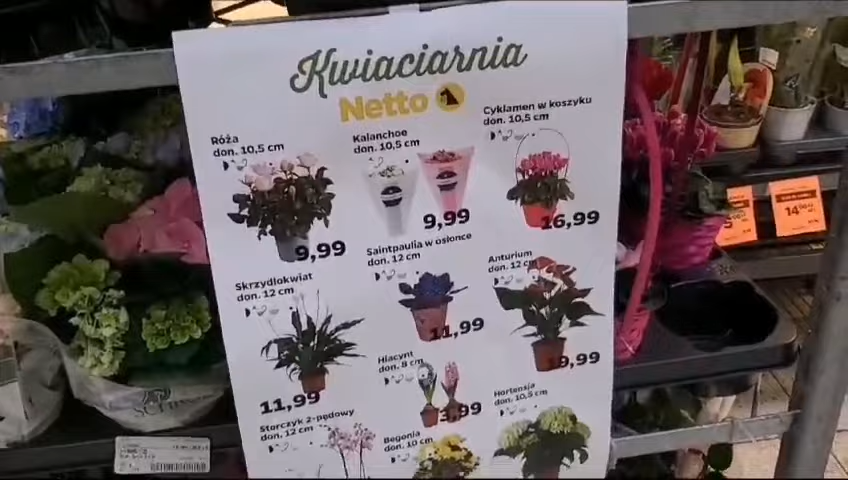 Kwiaciarnia
Netto
Róża
don. 10,5 cm
9,99
Kalanchoe
don. 10,5 cm
9,99
Cyklamen w koszyku
don. 10,5 cm
16,99
Skrzydłokwiat
don. 12 cm
11,99
Saintpaulia w osłonce
don. 12 cm
11,99
Anturium
don. 12 cm
19,99
Storczyk 2-pędowy
don. 12 cm
Hiacynt
don. 8 cm
3,99
Begonia
don. 10 cm
Hortensja
don. 10,5 cm
14,99